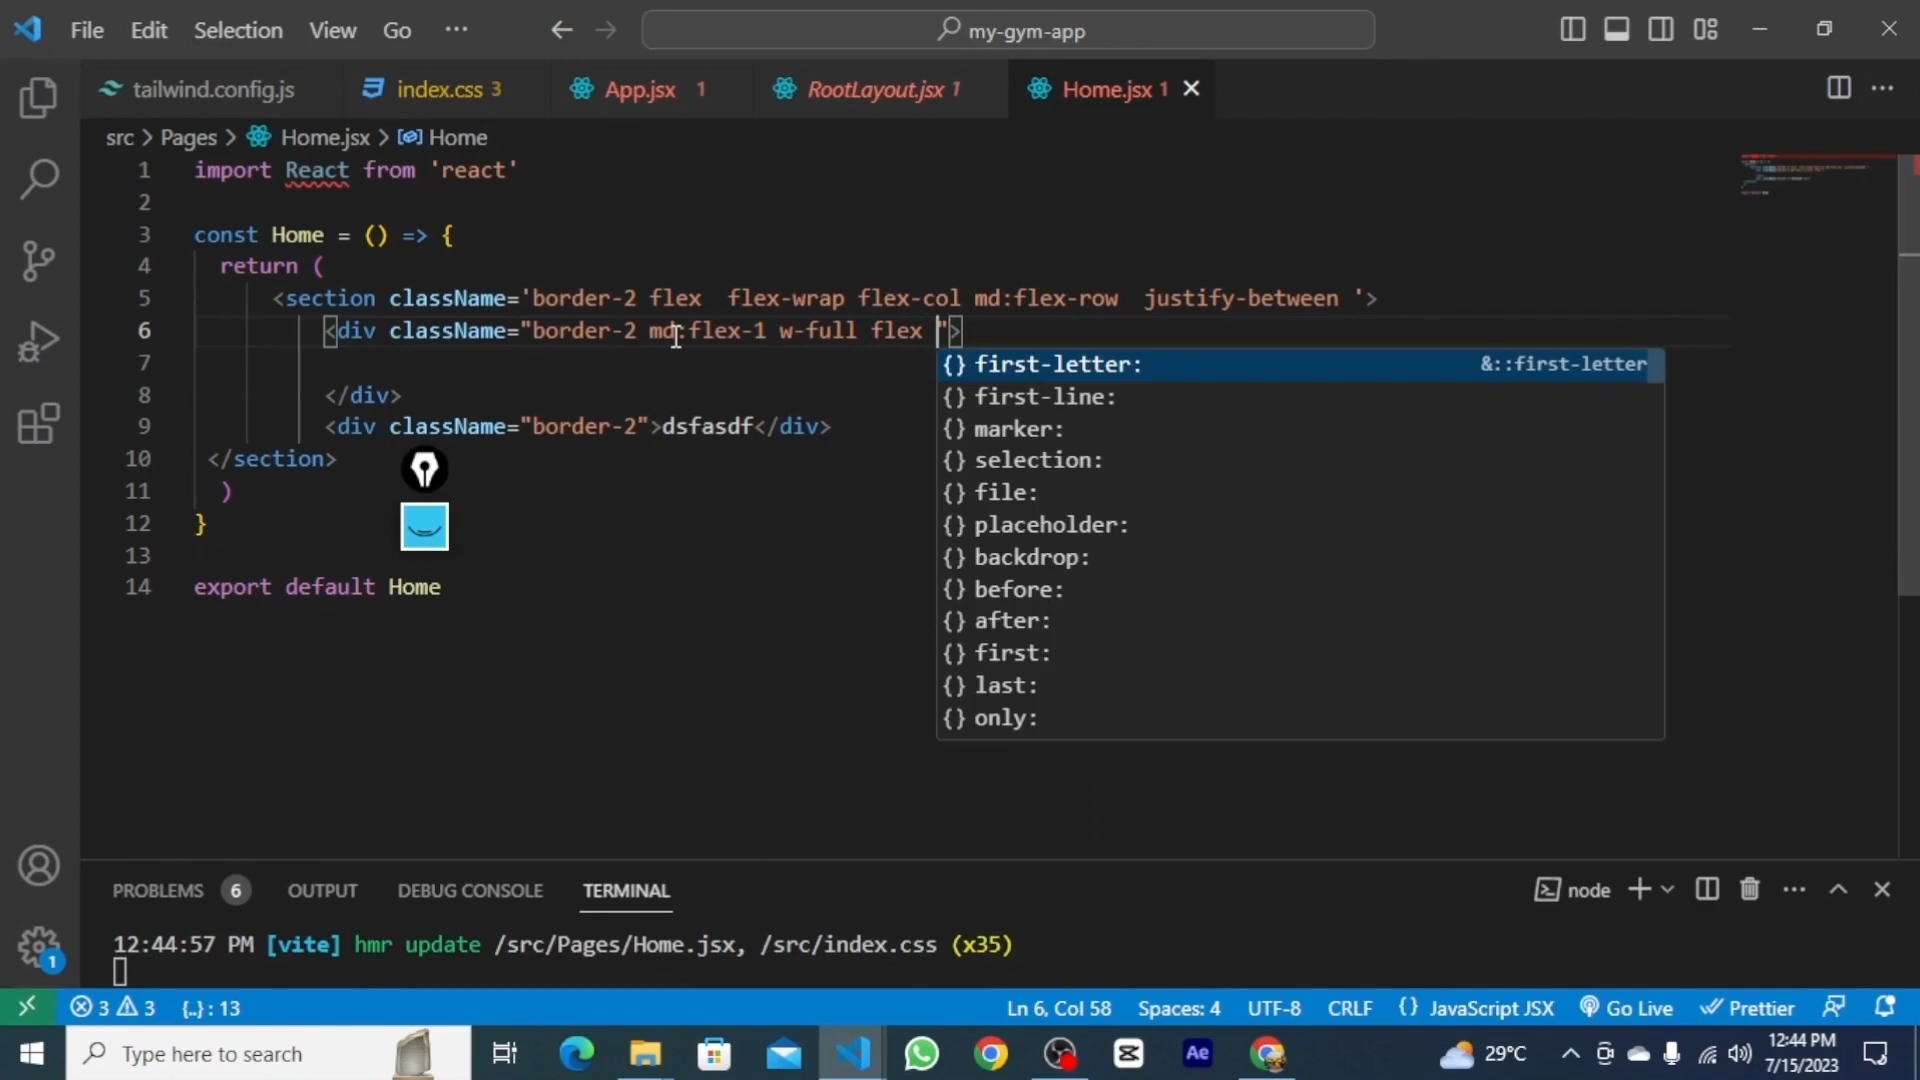 File Edit Selection View Go ··· my-gym-app
tailwind.config.js index.css 3 App.jsx 1 RootLayout.jsx 1 Home.jsx 1
src > Pages > Home.jsx > Home
1 import React from 'react'
2
3 const Home = () => {
4 return (
5 <section className='border-2 flex  flex-wrap flex-col md:flex-row  justify-between '>
6 <div className="border-2 md:flex-1 w-full flex ">
7
8 </div>
9 <div className="border-2">dsfasdf</div>
10 </section>
11 )
12 }
13
14 export default Home
{} first-letter: &::first-letter
{} first-line:
{} marker:
{} selection:
{} file:
{} placeholder:
{} backdrop:
{} before:
{} after:
{} first:
{} last:
{} only:
PROBLEMS 6 OUTPUT DEBUG CONSOLE TERMINAL node
12:44:57 PM [vite] hmr update /src/Pages/Home.jsx, /src/index.css (x35)
1
3 3 {..} : 13 Ln 6, Col 58 Spaces: 4 UTF-8 CRLF {} JavaScript JSX Go Live Prettier
Type here to search Ae 29°C 12:44 PM
7/15/2023